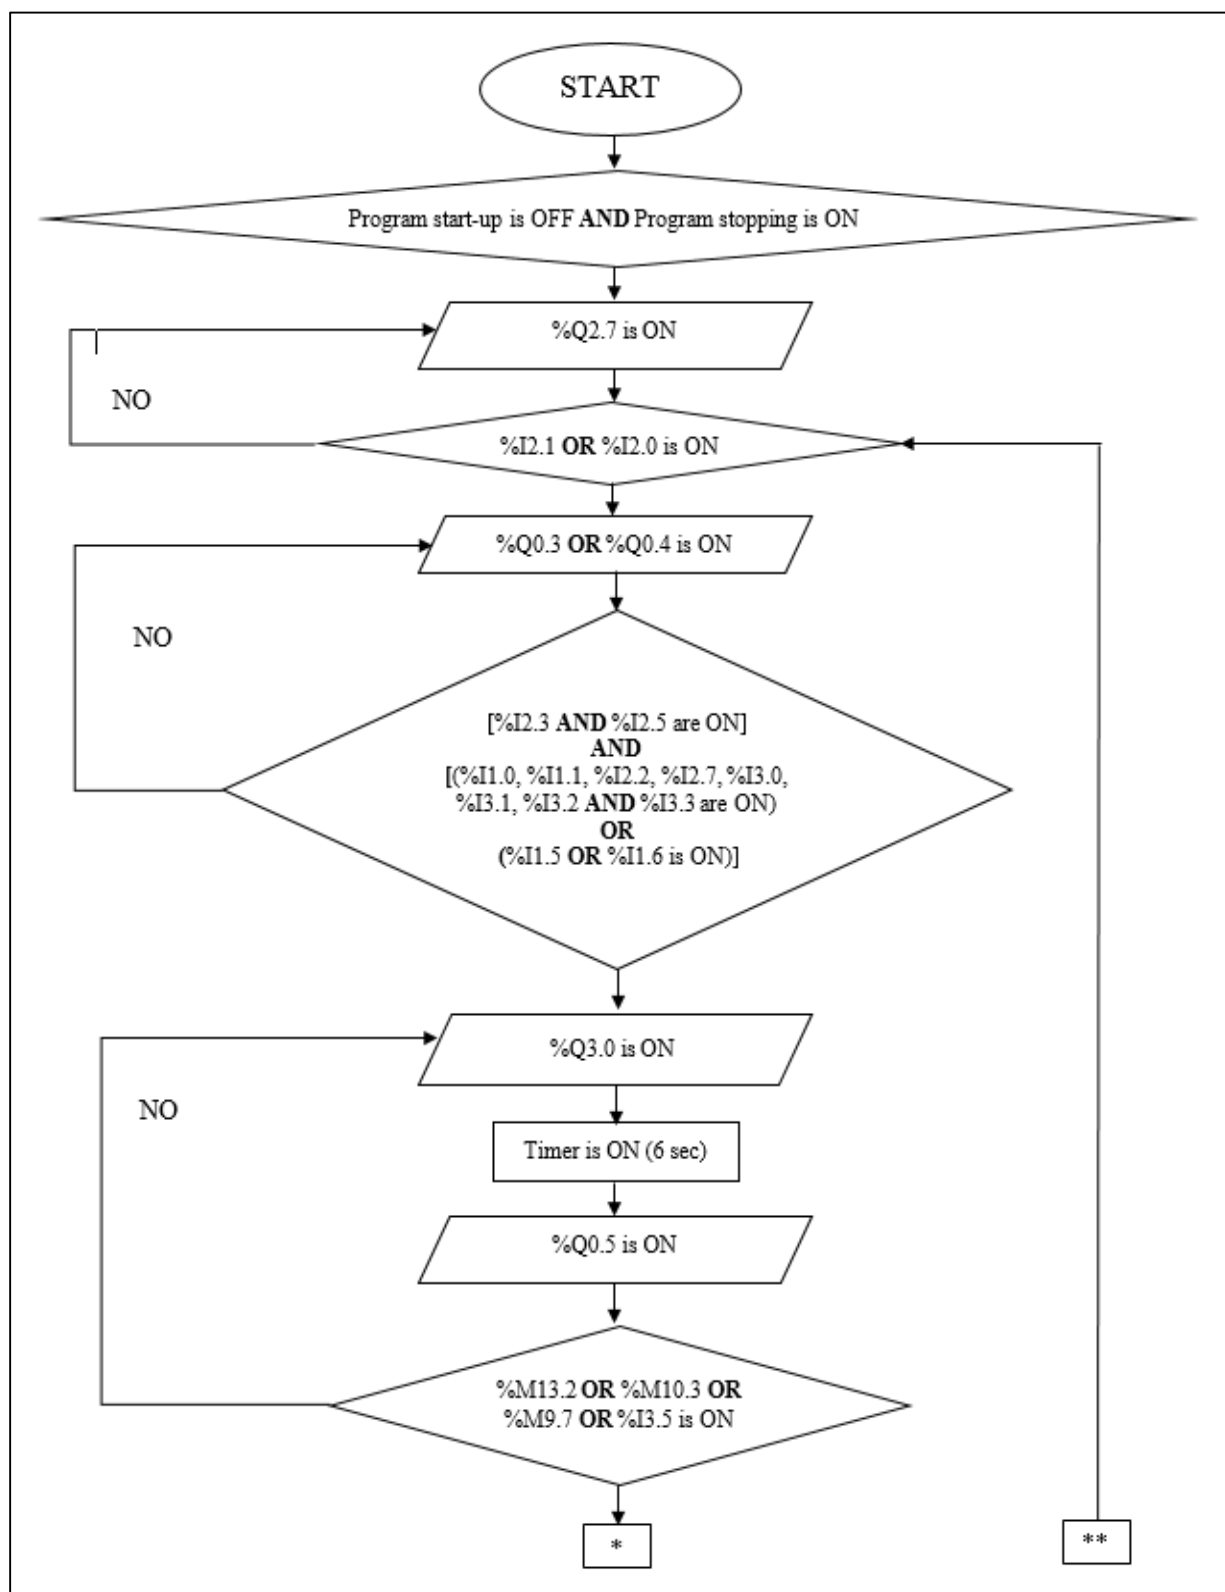 START
Program start-up is OFF AND Program stopping is ON
%Q2.7 is ON
NO
%I2.1 OR %I2.0 is ON
%Q0.3 OR %Q0.4 is ON
NO
[%I2.3 AND %I2.5 are ON]
AND
[(%I1.0, %I1.1, %I2.2, %I2.7, %I3.0,
%I3.1, %I3.2 AND %I3.3 are ON)
OR
(%I1.5 OR %I1.6 is ON)]
%Q3.0 is ON
NO
Timer is ON (6 sec)
%Q0.5 is ON
%M13.2 OR %M10.3 OR
%M9.7 OR %I3.5 is ON
*
**